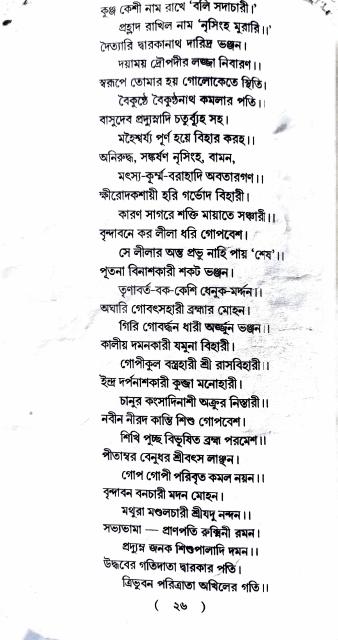 কুঞ্জ কেশী নাম রাখে 'বলি সদাচারী।'
প্রহ্লাদ রাখিল নাম 'নৃসিংহ মুরারি'।।
দৈত্যারি দ্বারকানাথ দারিদ্র ভঞ্জন।
দয়াময় দ্রৌপদীর লজ্জা নিবারণ।।
স্বরূপে তোমার হয় গোলোকেতে স্থিতি।
বৈকুণ্ঠে বৈকুণ্ঠনাথ কমলার পতি।।
বাসুদেব প্রদ্যুম্নাদি চতুর্ব্যুহ সহ।
মহৈশ্বর্য্য পূর্ণ হয়ে বিহার করহ।।
অনিরুদ্ধ, সঙ্কর্ষণ নৃসিংহ, বামন,
মৎস্য-কূর্ম্ম-বরাহাদি অবতারগণ।।
ক্ষীরোদকশায়ী হরি গর্ভোদ বিহারী।
কারণ সাগরে শক্তি মায়াতে সঞ্চারী।।
বৃন্দাবনে কর লীলা ধরি গোপবেশ।
সে লীলার অন্ত প্রভু নাহি পায় 'শেষ'।।
পূতনা বিনাশকারী শকট ভঞ্জন।
তৃণাবর্ত-বক-কেশি ধেনুক-মর্দ্দন।।
অঘারি গোবৎসহারী ব্রহ্মার মোহন।
গিরি গোবর্দ্ধন ধারী অর্জ্জুন ভঞ্জন।।
কালীয় দমনকারী যমুনা বিহারী।
গোপীকুল বস্ত্রহারী শ্রী রাসবিহারী।।
ইন্দ্র দর্পনাশকারী কুব্জা মনোহারী।
চানুর কংসাদিনাশী অক্রূর নিস্তারী।।
নবীন নীরদ কান্তি শিশু গোপবেশ।
শিখি পুচ্ছ বিভূষিত ব্রহ্ম পরমেশ।।
পীতাম্বর বেনুধর শ্রীবৎস লাঞ্ছন।
গোপ গোপী পরিবৃত কমল নয়ন।।
বৃন্দাবন বনচারী মদন মোহন।
মথুরা মণ্ডলচারী শ্রীযদু নন্দন।।
সত্যভামা — প্রাণপতি রুক্মিনী রমন।
প্রদ্যুম্ন জনক শিশুপালাদি দমন।।
উদ্ধবের গতিদাতা দ্বারকার পতি।
ত্রিভুবন পরিত্রাতা অখিলের গতি।।
( ২৬ )